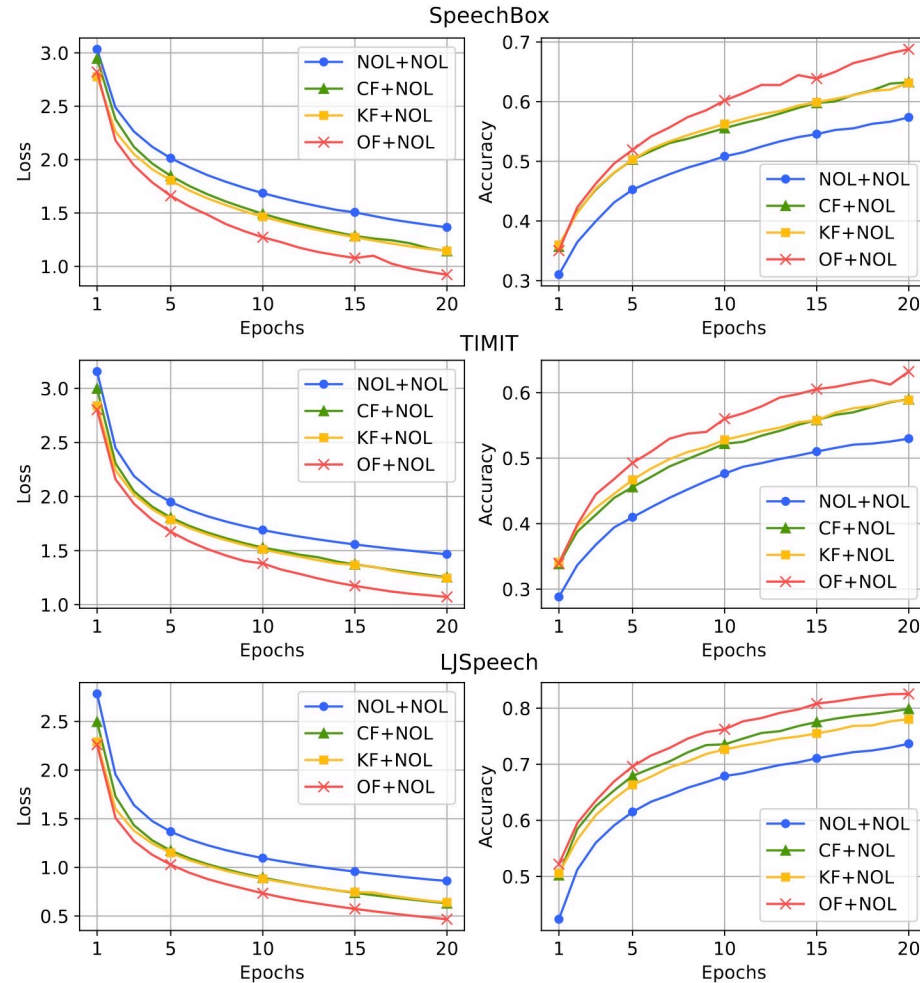 SpeechBox
Loss
3.0
2.5
2.0
1.5
1.0
NOL+NOL
CF+NOL
KF+NOL
OF+NOL
1 5 10 15 20
Epochs
Accuracy
0.7
0.6
0.5
0.4
0.3
NOL+NOL
CF+NOL
KF+NOL
OF+NOL
1 5 10 15 20
Epochs
TIMIT
Loss
3.0
2.5
2.0
1.5
1.0
NOL+NOL
CF+NOL
KF+NOL
OF+NOL
1 5 10 15 20
Epochs
Accuracy
0.6
0.5
0.4
0.3
NOL+NOL
CF+NOL
KF+NOL
OF+NOL
1 5 10 15 20
Epochs
LJSpeech
Loss
2.5
2.0
1.5
1.0
0.5
NOL+NOL
CF+NOL
KF+NOL
OF+NOL
1 5 10 15 20
Epochs
Accuracy
0.8
0.7
0.6
0.5
NOL+NOL
CF+NOL
KF+NOL
OF+NOL
1 5 10 15 20
Epochs